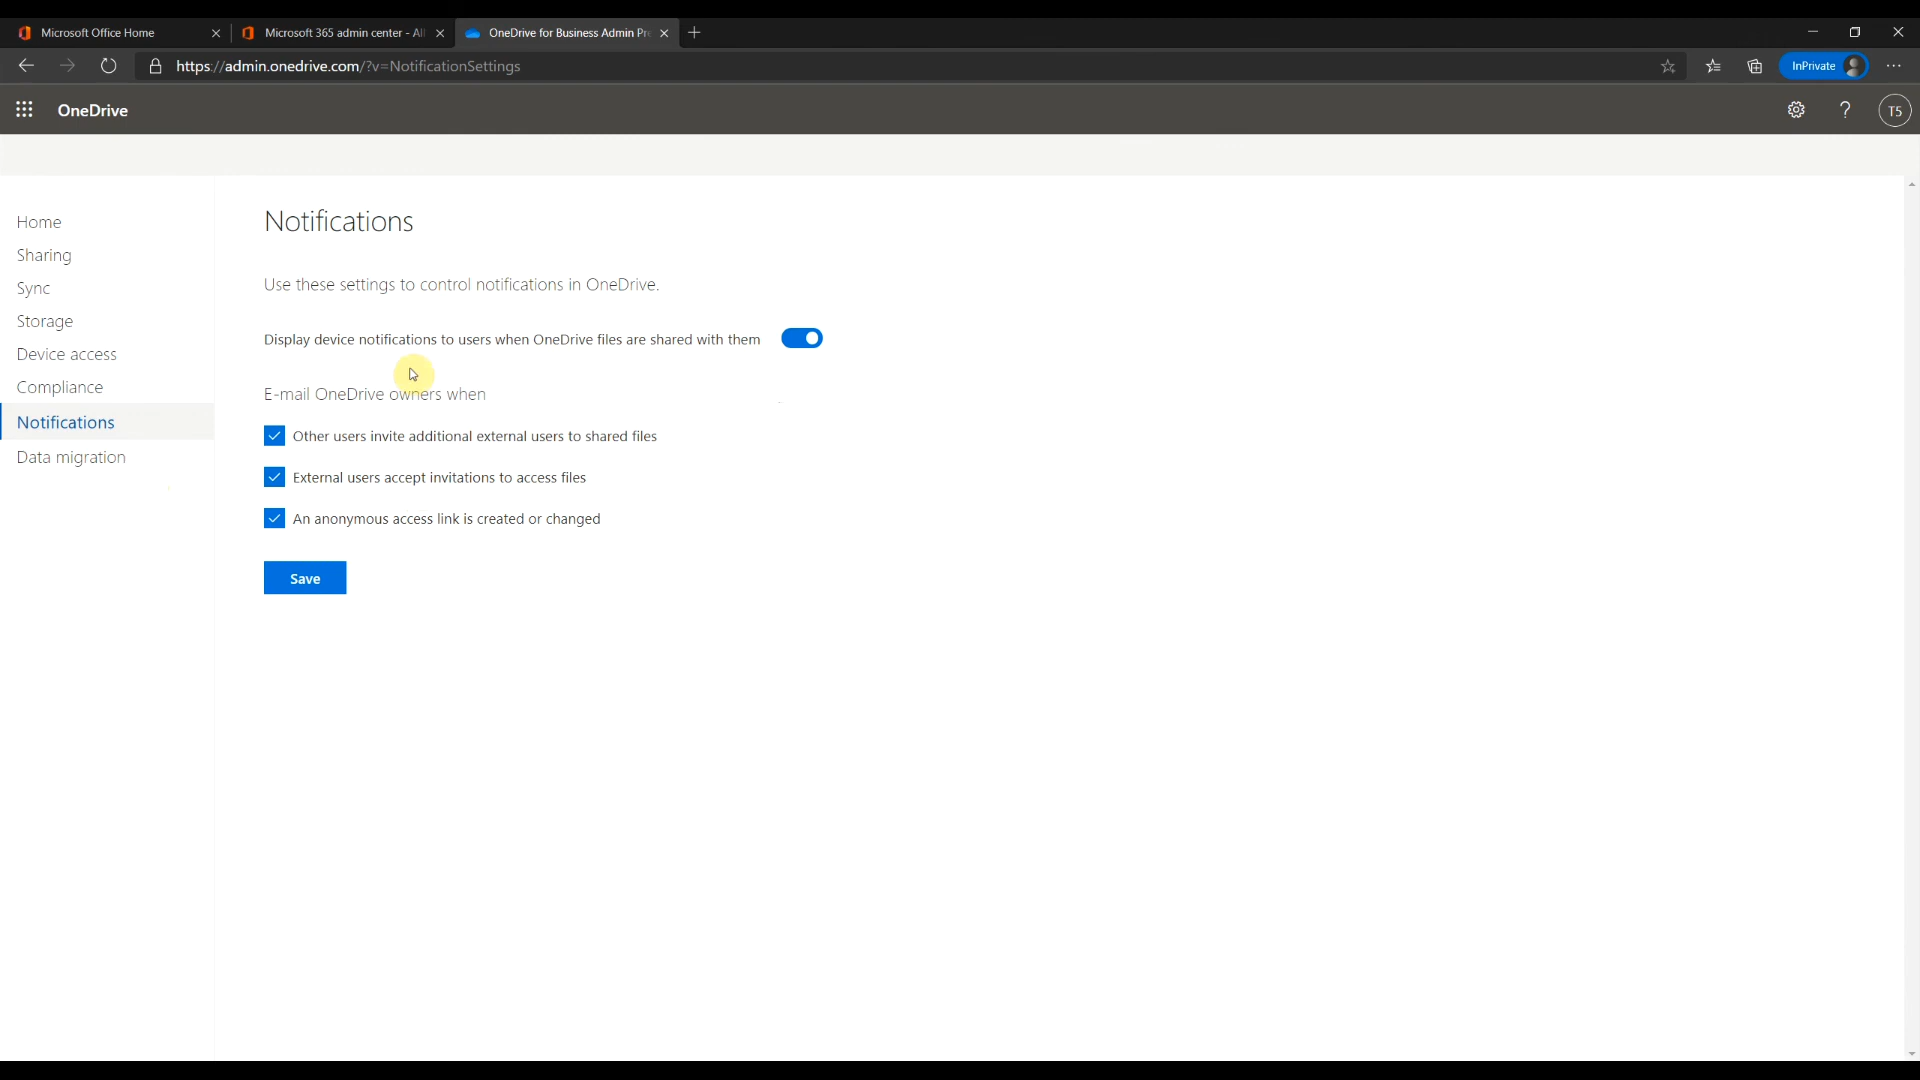 Microsoft Office Home
Microsoft 365 admin center - Al
OneDrive for Business Admin Pr
https://admin.onedrive.com/?v=NotificationSettings
InPrivate
OneDrive
?
T5
Home
Sharing
Sync
Storage
Device access
Compliance
Notifications
Data migration
Notifications
Use these settings to control notifications in OneDrive.
Display device notifications to users when OneDrive files are shared with them
E-mail OneDrive owners when
Other users invite additional external users to shared files
External users accept invitations to access files
An anonymous access link is created or changed
Save